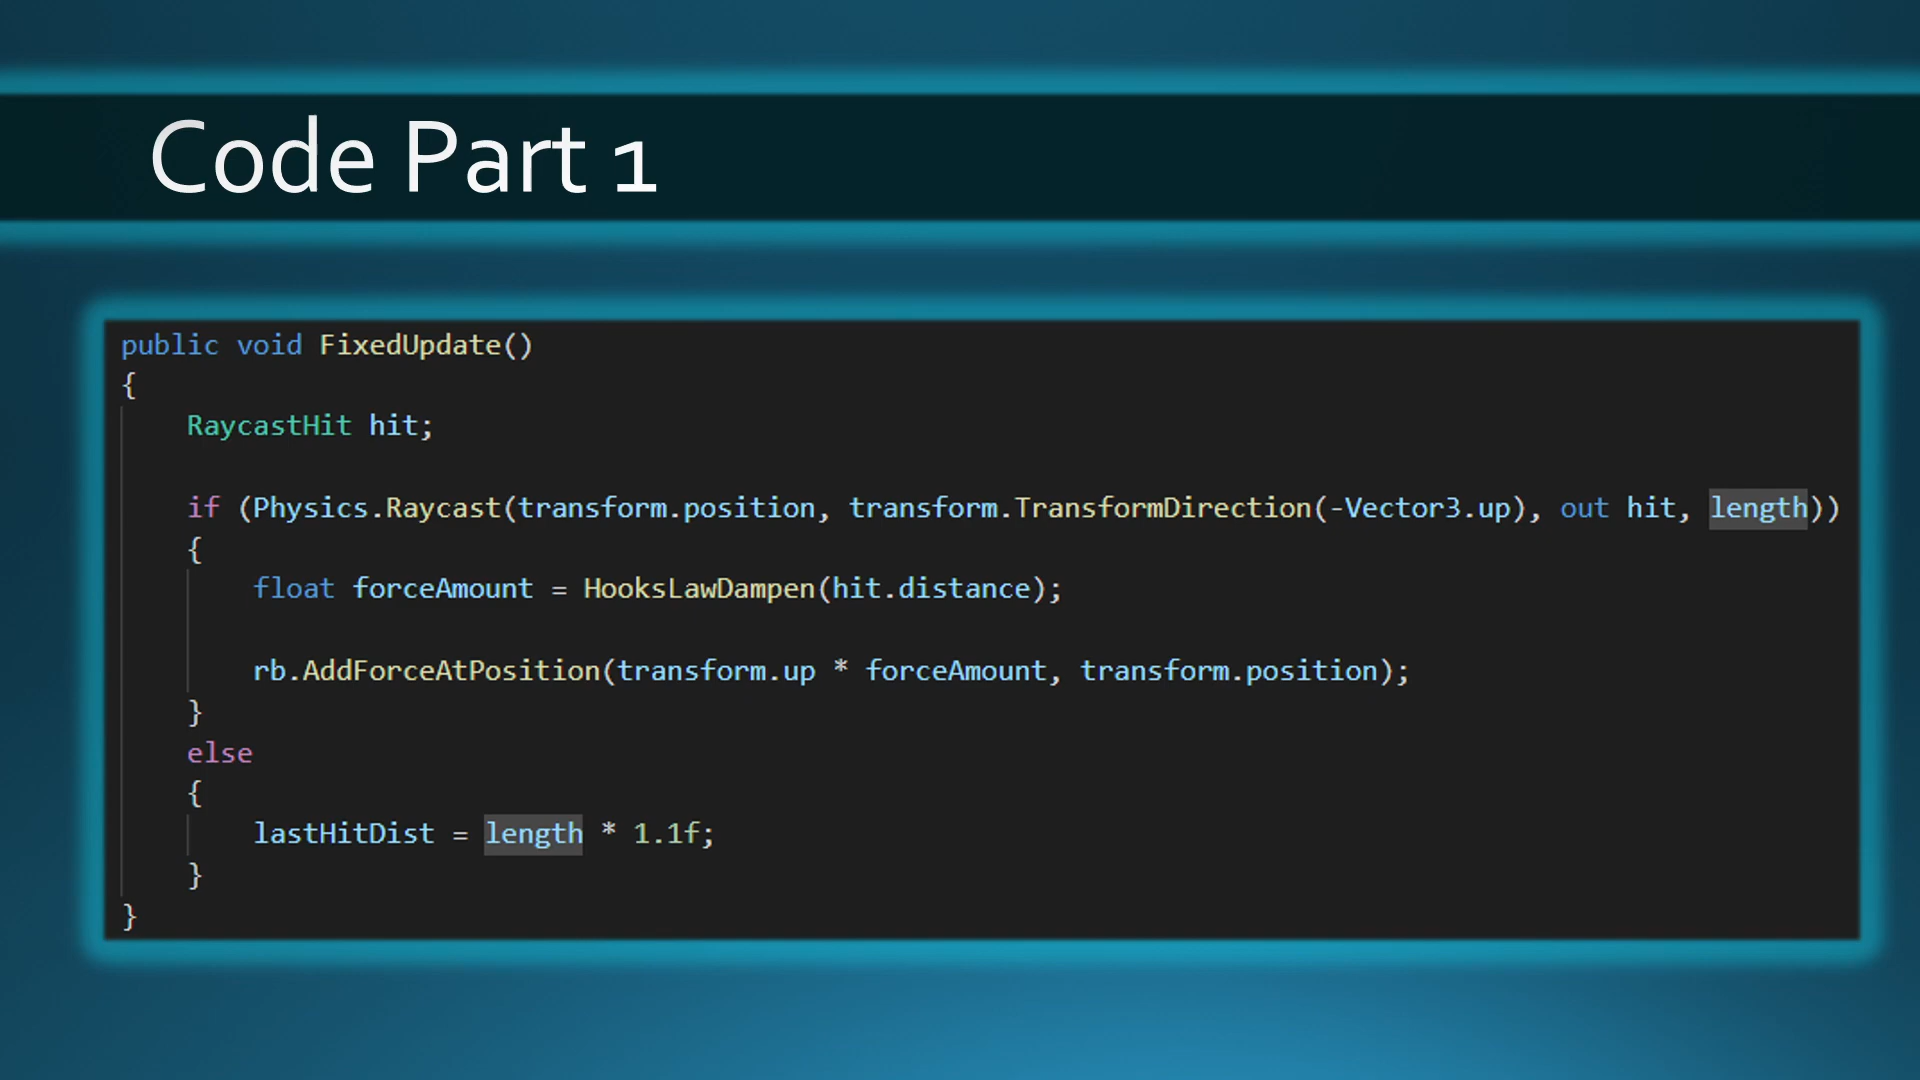 Code Part 1
public void FixedUpdate()
{
RaycastHit hit;
if (Physics.Raycast(transform.position, transform.TransformDirection(-Vector3.up), out hit, length))
{
float forceAmount = HooksLawDampen(hit.distance);
rb.AddForceAtPosition(transform.up * forceAmount, transform.position);
}
else
{
lastHitDist = length * 1.1f;
}
}